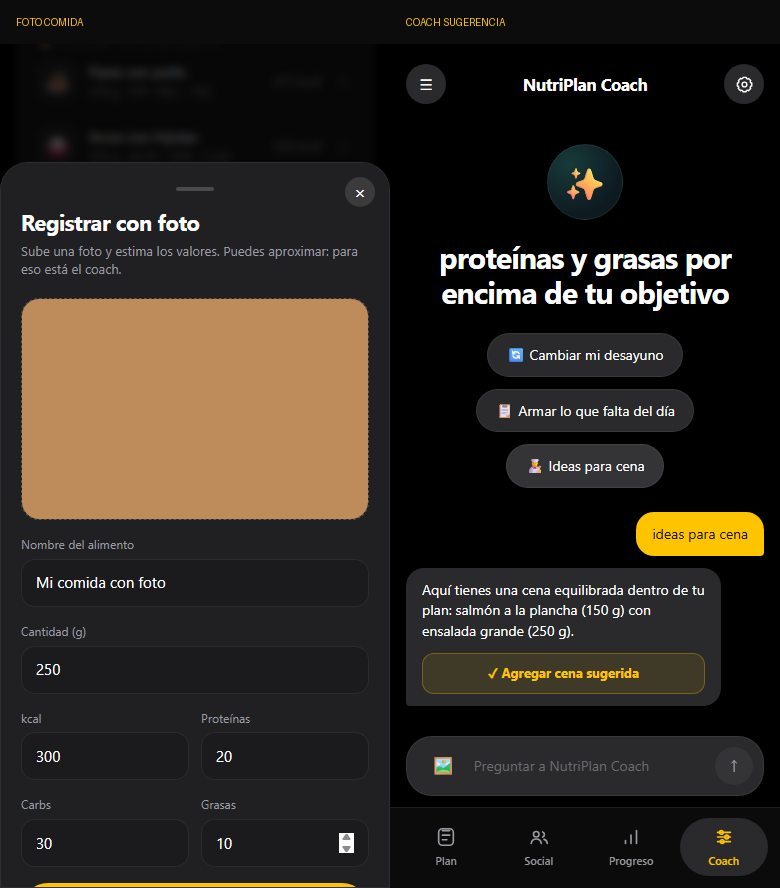 FOTO COMIDA
Registrar con foto
Sube una foto y estima los valores. Puedes aproximar: para
eso está el coach.
Nombre del alimento
Mi comida con foto
Cantidad (g)
250
kcal
Proteínas
300
20
Carbs
Grasas
30
10
COACH SUGERENCIA
NutriPlan Coach
proteínas y grasas por
encima de tu objetivo
Cambiar mi desayuno
Armar lo que falta del día
Ideas para cena
ideas para cena
Aquí tienes una cena equilibrada dentro de tu
plan: salmón a la plancha (150 g) con
ensalada grande (250 g).
✓ Agregar cena sugerida
Preguntar a NutriPlan Coach
Plan
Social
Progreso
Coach